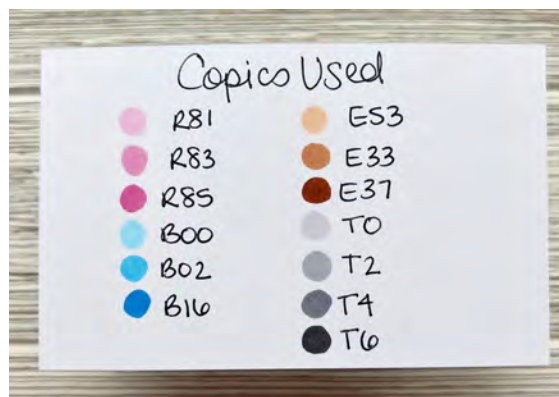 Copics Used
R81
R83
R85
B00
B02
B16
E53
E33
E37
T0
T2
T4
T6